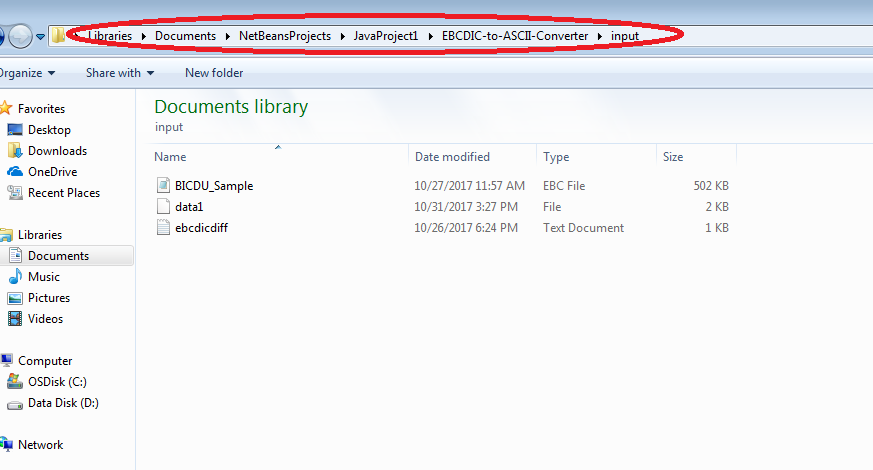 Libraries Documents NetBeansProjects JavaProject1 EBCDIC-to-ASCII-Converter input
Organize Share with New folder
Favorites
Desktop
Downloads
OneDrive
Recent Places
Libraries
Documents
Music
Pictures
Videos
Computer
OSDisk (C:)
Data Disk (D:)
Network
Documents library
input
Name Date modified Type Size
BICDU_Sample 10/27/2017 11:57 AM EBC File 502 KB
data1 10/31/2017 3:27 PM File 2 KB
ebcdicdiff 10/26/2017 6:24 PM Text Document 1 KB